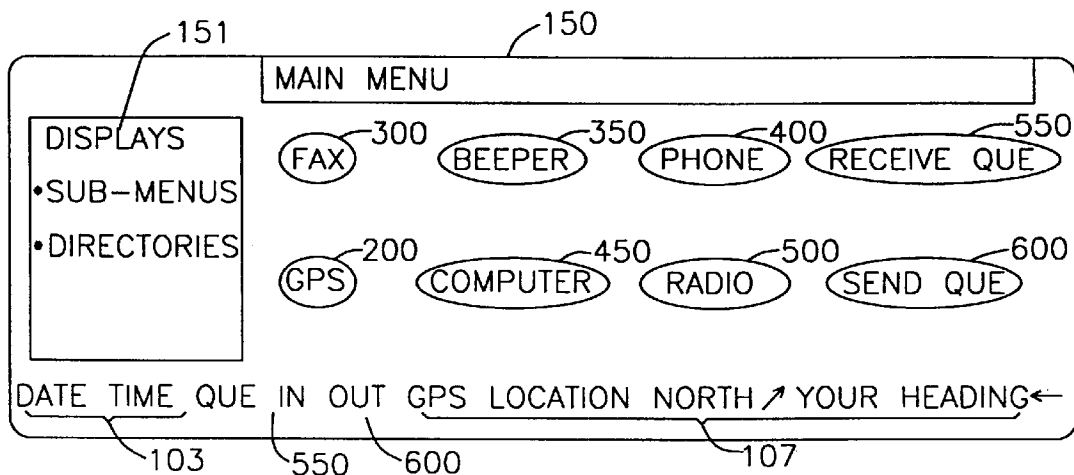 151
150
MAIN MENU
DISPLAYS
•SUB-MENUS
•DIRECTORIES
300
350
400
550
FAX
BEEPER
PHONE
RECEIVE QUE
200
450
500
600
GPS
COMPUTER
RADIO
SEND QUE
DATE TIME QUE IN OUT GPS LOCATION NORTH ↗ YOUR HEADING ←
103
550
600
107